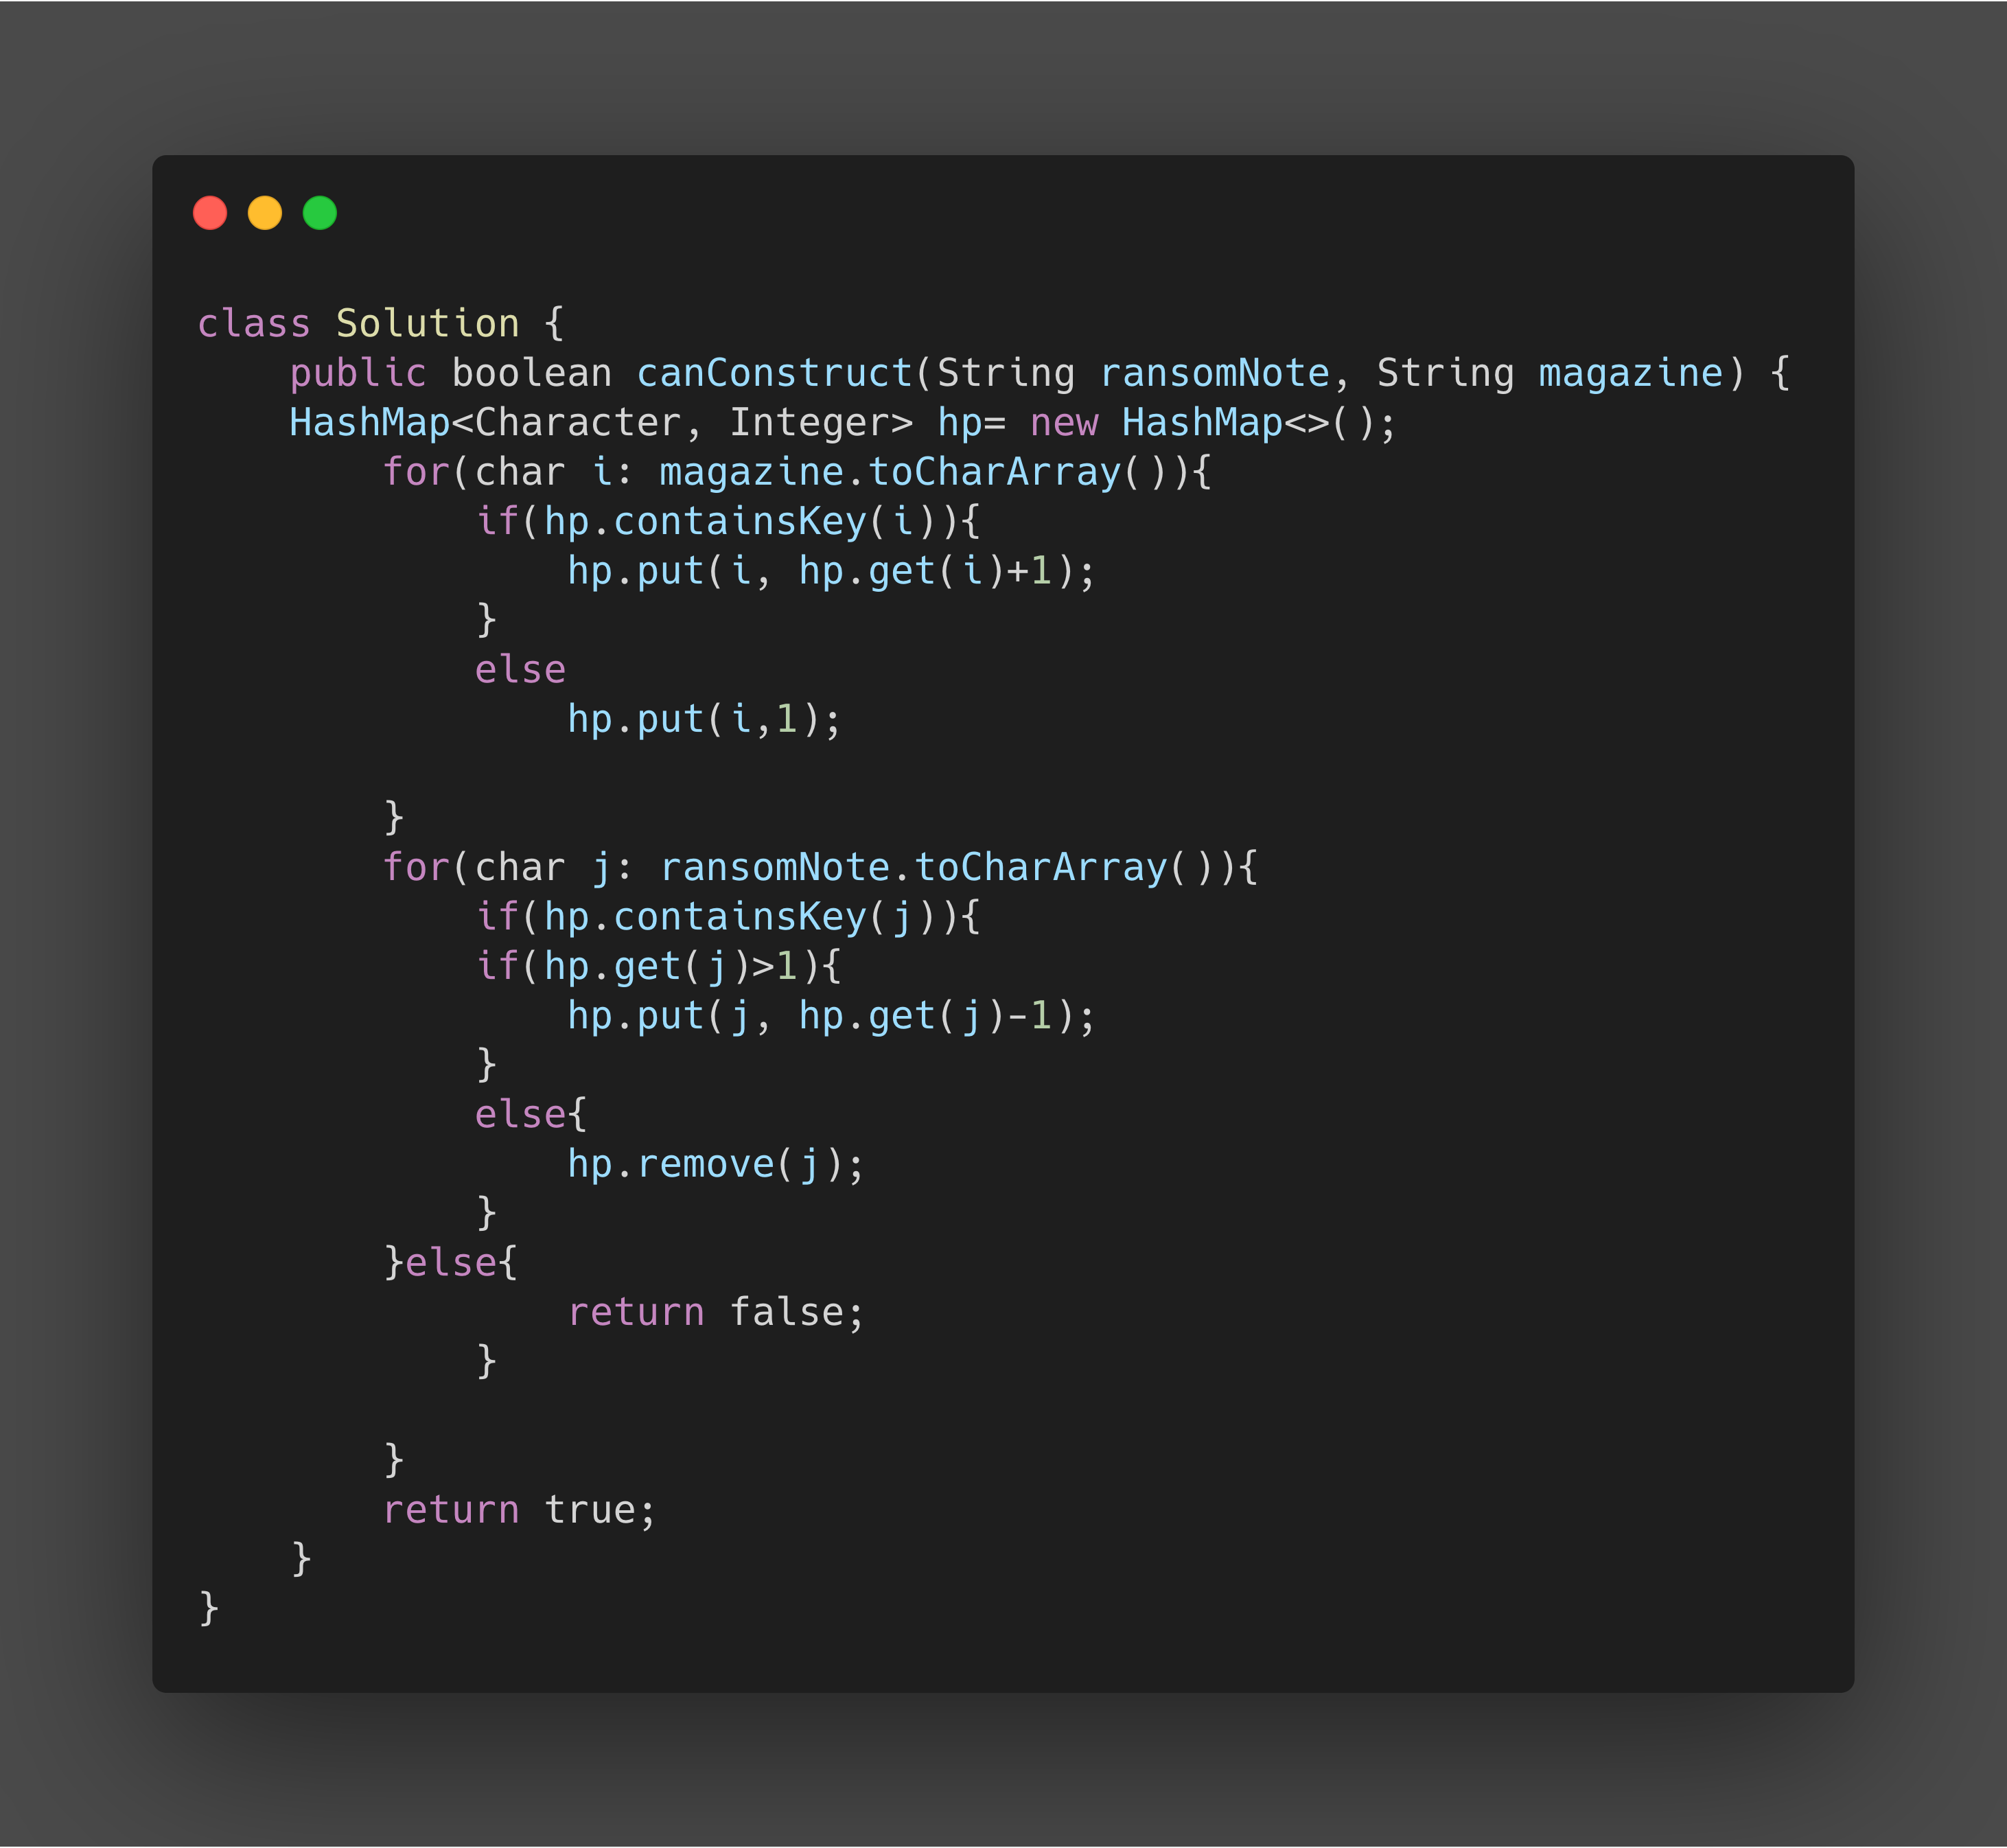 class Solution {
    public boolean canConstruct(String ransomNote, String magazine) {
    HashMap<Character, Integer> hp= new HashMap<>();
        for(char i: magazine.toCharArray()){
            if(hp.containsKey(i)){
                hp.put(i, hp.get(i)+1);
            }
            else
                hp.put(i,1);

        }
        for(char j: ransomNote.toCharArray()){
            if(hp.containsKey(j)){
            if(hp.get(j)>1){
                hp.put(j, hp.get(j)-1);
            }
            else{
                hp.remove(j);
            }
        }else{
                return false;
            }

        }
        return true;
    }
}